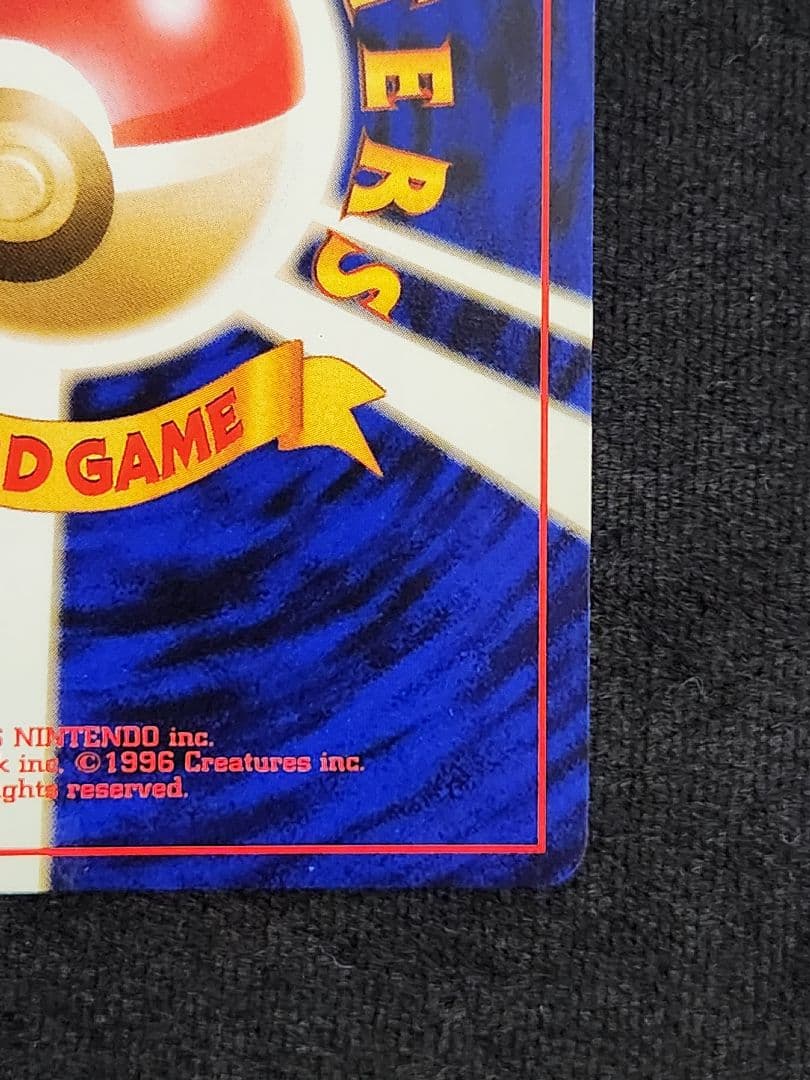 ERS
D GAME
NINTENDO inc.
inc. ©1996 Creatures inc.
ghts reserved.